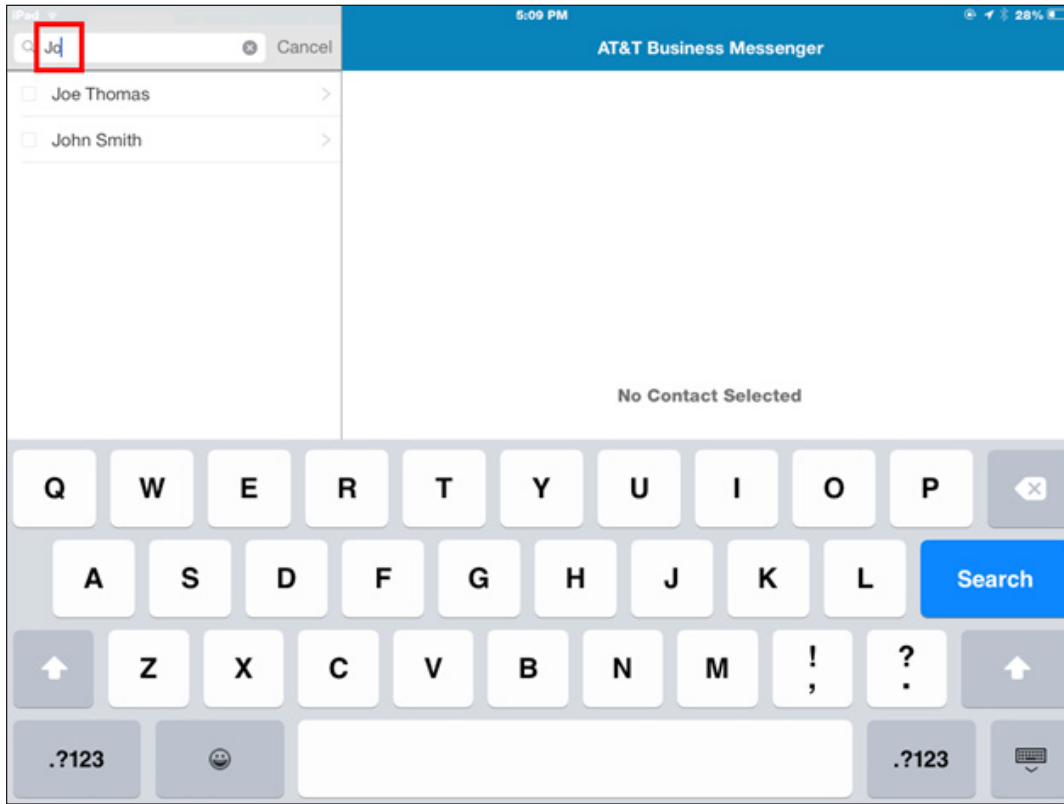 iPad 5:09 PM 28%
Jo Cancel
AT&T Business Messenger
Joe Thomas
John Smith
No Contact Selected
Q W E R T Y U I O P
A S D F G H J K L Search
Z X C V B N M ! , ? .
.?123 .?123